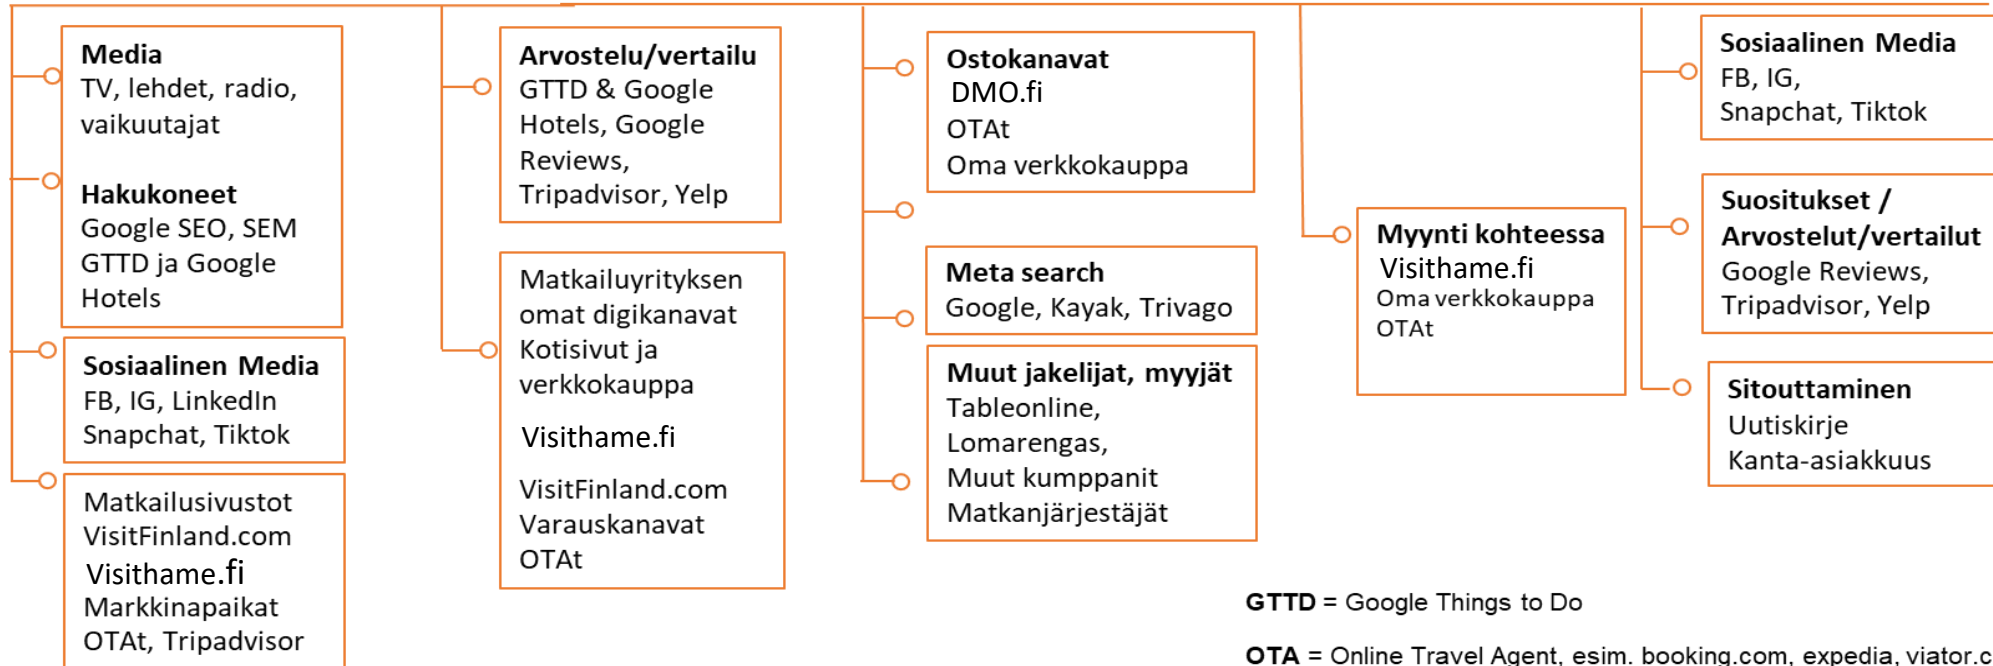 Media
TV, lehdet, radio,
vaikuutajat
Hakukoneet
Google SEO, SEM
GTTD ja Google
Hotels
Sosiaalinen Media
FB, IG, LinkedIn
Snapchat, Tiktok
Matkailusivustot
VisitFinland.com
Visithame.fi
Markkinapaikat
OTAt, Tripadvisor
Arvostelu/vertailu
GTTD & Google
Hotels, Google
Reviews,
Tripadvisor, Yelp
Matkailuyrityksen
omat digikanavat
Kotisivut ja
verkkokauppa
Visithame.fi
VisitFinland.com
Varauskanavat
OTAt
Ostokanavat
DMO.fi
OTAt
Oma verkkokauppa
Meta search
Google, Kayak, Trivago
Muut jakelijat, myyjät
Tableonline,
Lomarengas,
Muut kumppanit
Matkanjärjestäjät
Myynti kohteessa
Visithame.fi
Oma verkkokauppa
OTAt
Sosiaalinen Media
FB, IG,
Snapchat, Tiktok
Suositukset /
Arvostelut/vertailut
Google Reviews,
Tripadvisor, Yelp
Sitouttaminen
Uutiskirje
Kanta-asiakkuus
GTTD = Google Things to Do
OTA = Online Travel Agent, esim. booking.com, expedia, viator.c